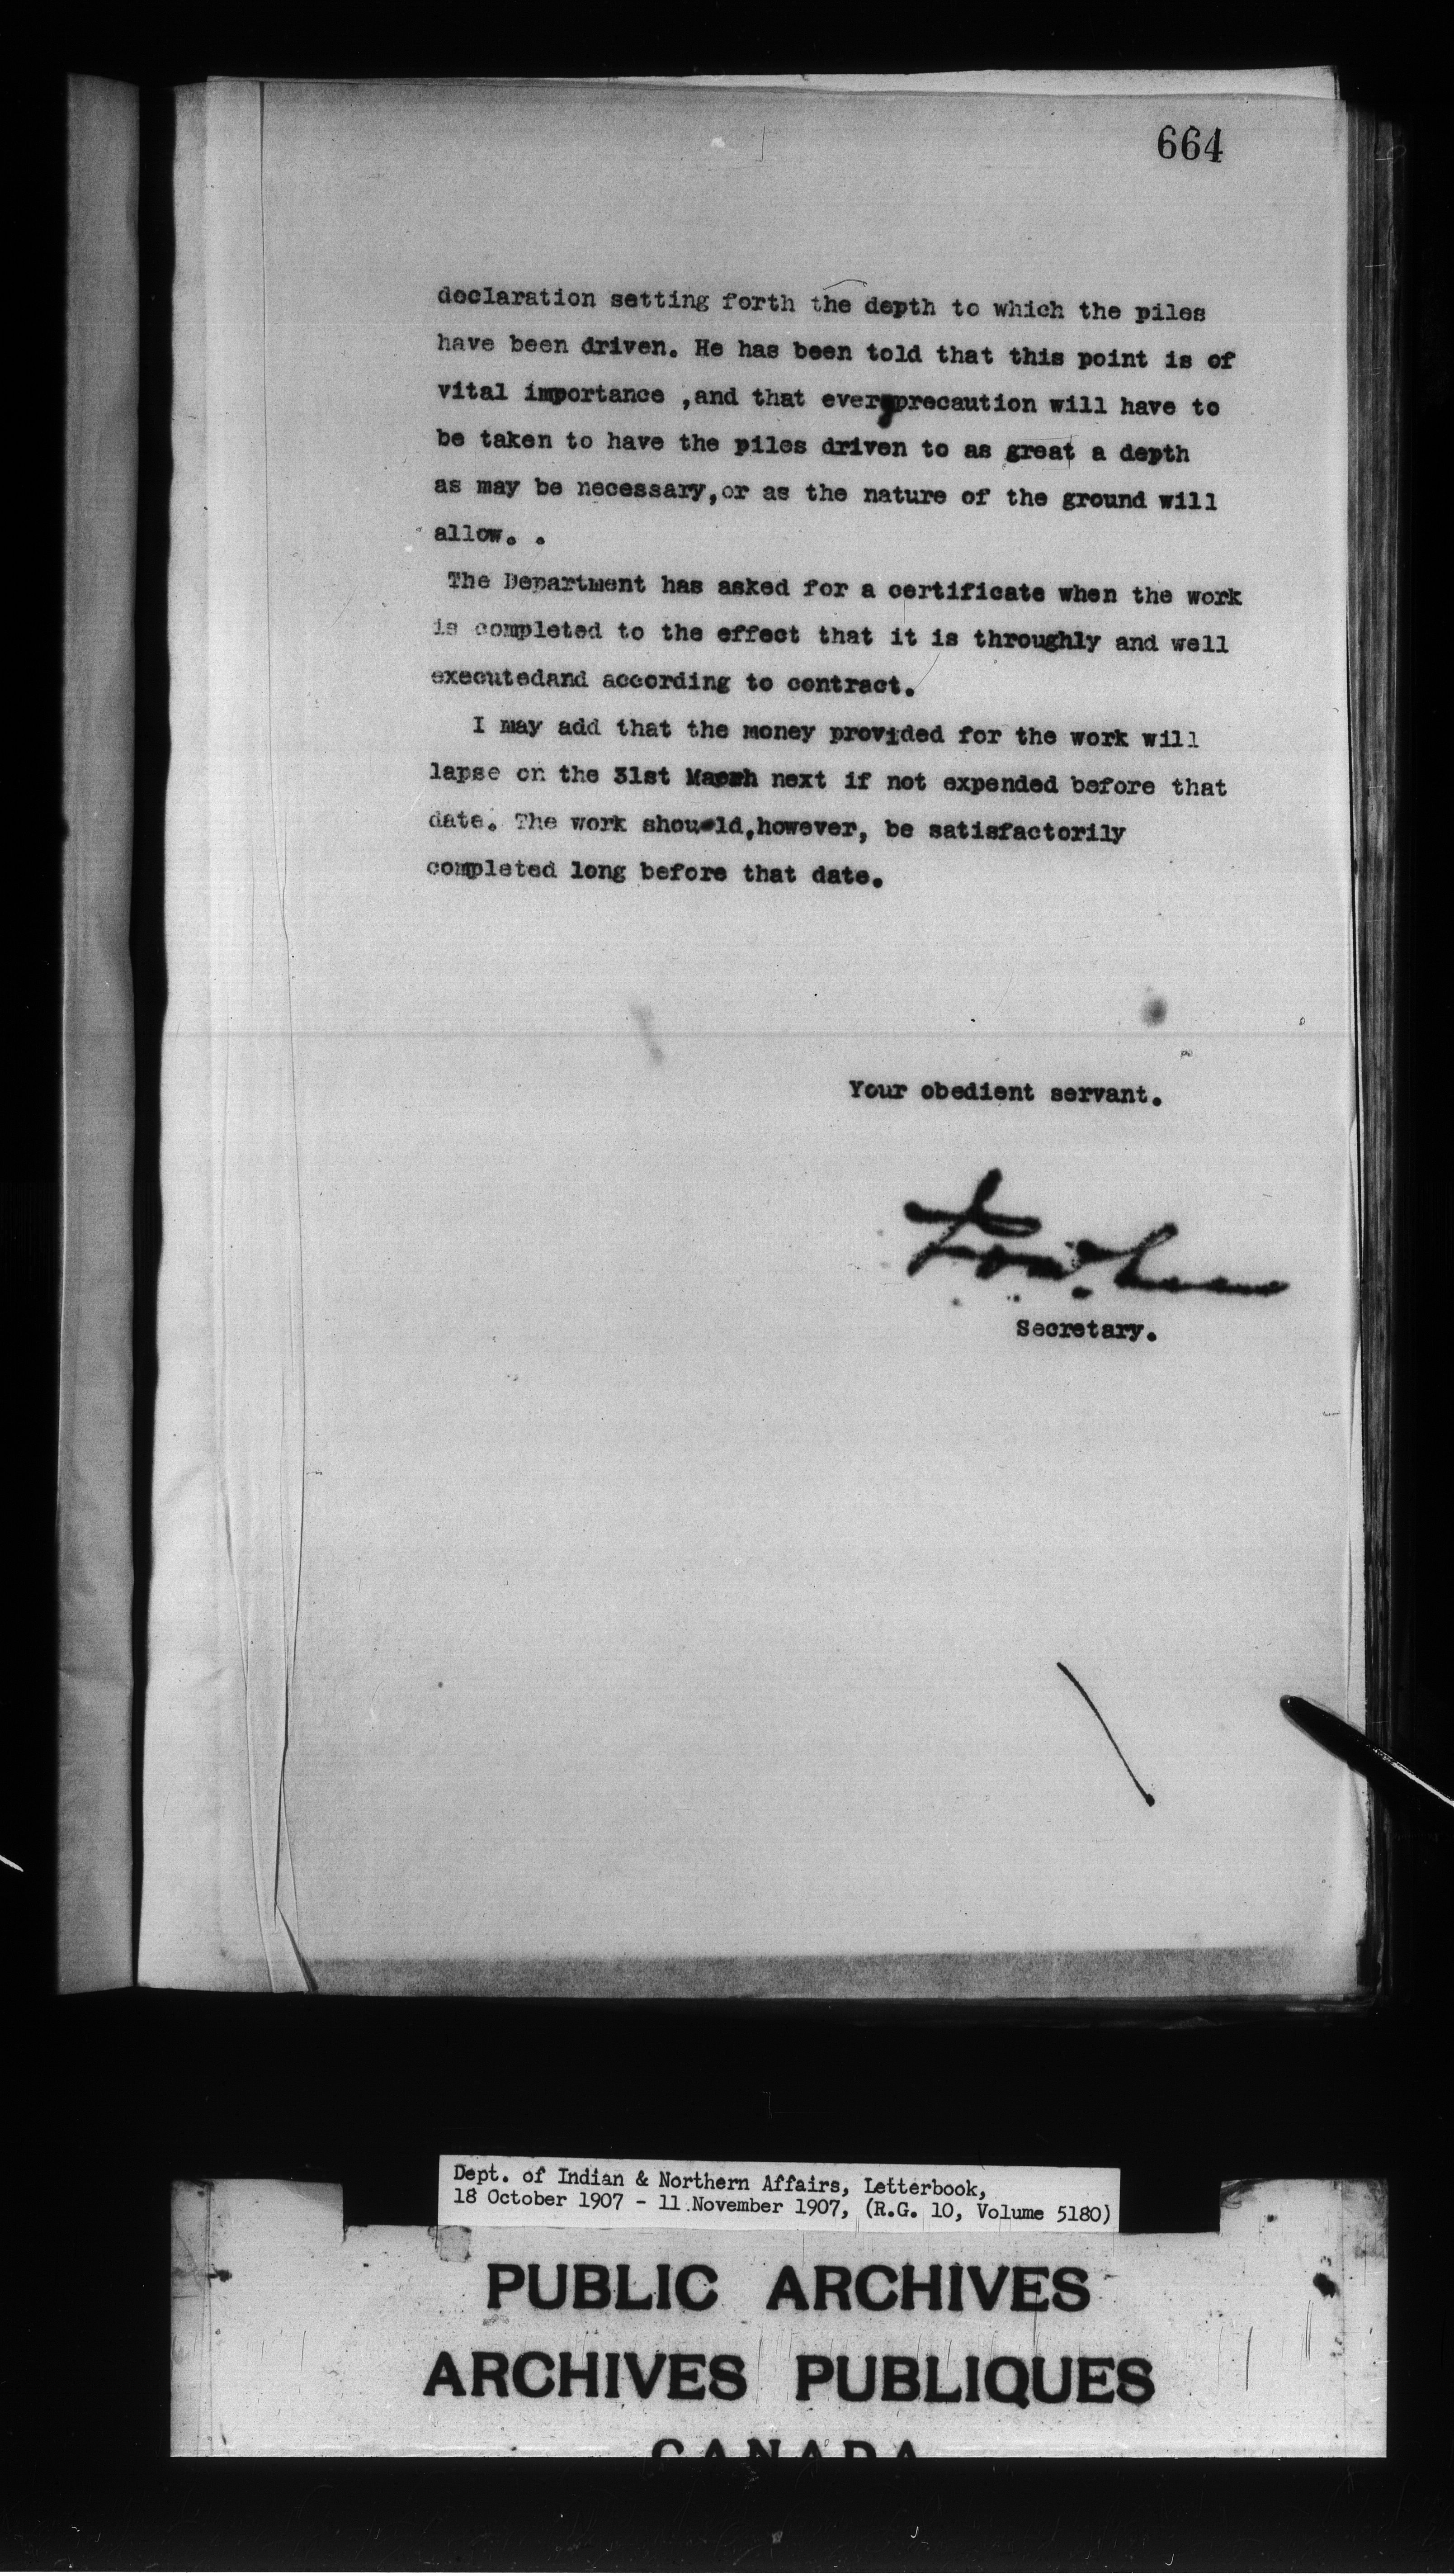 664
declaration setting forth the depth to which the piles
have been driven. He has been told that this point is of
vital importance ,and that every precaution will have to
be taken to have the piles driven to as great a depth
as may be necessary,or as the nature of the ground will
allow. .
The Department has asked for a certificate when the work
is completed to the effect that it is throughly and well
executedand according to contract.
I may add that the money provided for the work will
lapse on the 31st March next if not expended before that
date. The work should,however, be satisfactorily
completed long before that date.
Your obedient servant.
Secretary.
Dept. of Indian & Northern Affairs, Letterbook,
18 October 1907 - 11 November 1907, (R.G. 10, Volume 5180)
PUBLIC ARCHIVES
ARCHIVES PUBLIQUES
CANADA